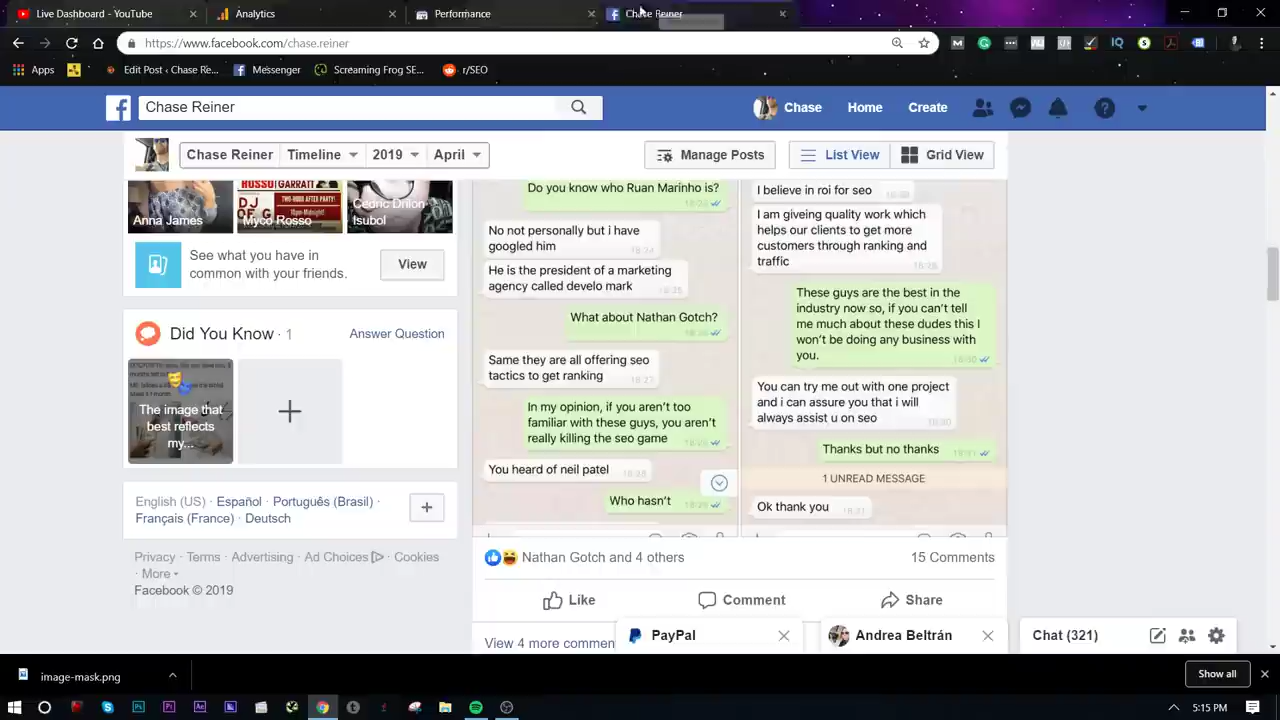 Live Dashboard - YouTube
Analytics
Performance
Chase Reiner
https://www.facebook.com/chase.reiner
Apps
Edit Post ‹ Chase Re...
Messenger
Screaming Frog SE...
r/SEO
Chase Reiner
Chase
Home
Create
Chase Reiner
Timeline
2019
April
Manage Posts
List View
Grid View
Anna James
Myco Rosso
Cedric Drilon
Isubol
See what you have in
common with your friends.
View
Did You Know · 1
Answer Question
The image that
best reflects
my...
English (US) · Español · Português (Brasil) ·
Français (France) · Deutsch
Privacy · Terms · Advertising · Ad Choices · Cookies
· More
Facebook © 2019
Do you know who Ruan Marinho is?
No not personally but i have
googled him
He is the president of a marketing
agency called develo mark
What about Nathan Gotch?
Same they are all offering seo
tactics to get ranking
In my opinion, if you aren't too
familiar with these guys, you aren't
really killing the seo game
You heard of neil patel
Who hasn't
I believe in roi for seo
I am giveing quality work which
helps our clients to get more
customers through ranking and
traffic
These guys are the best in the
industry now so, if you can't tell
me much about these dudes this I
won't be doing any business with
you.
You can try me out with one project
and i can assure you that i will
always assist u on seo
Thanks but no thanks
1 UNREAD MESSAGE
Ok thank you
Nathan Gotch and 4 others
15 Comments
Like
Comment
Share
View 4 more commen
PayPal
Andrea Beltrán
Chat (321)
image-mask.png
Show all
5:15 PM